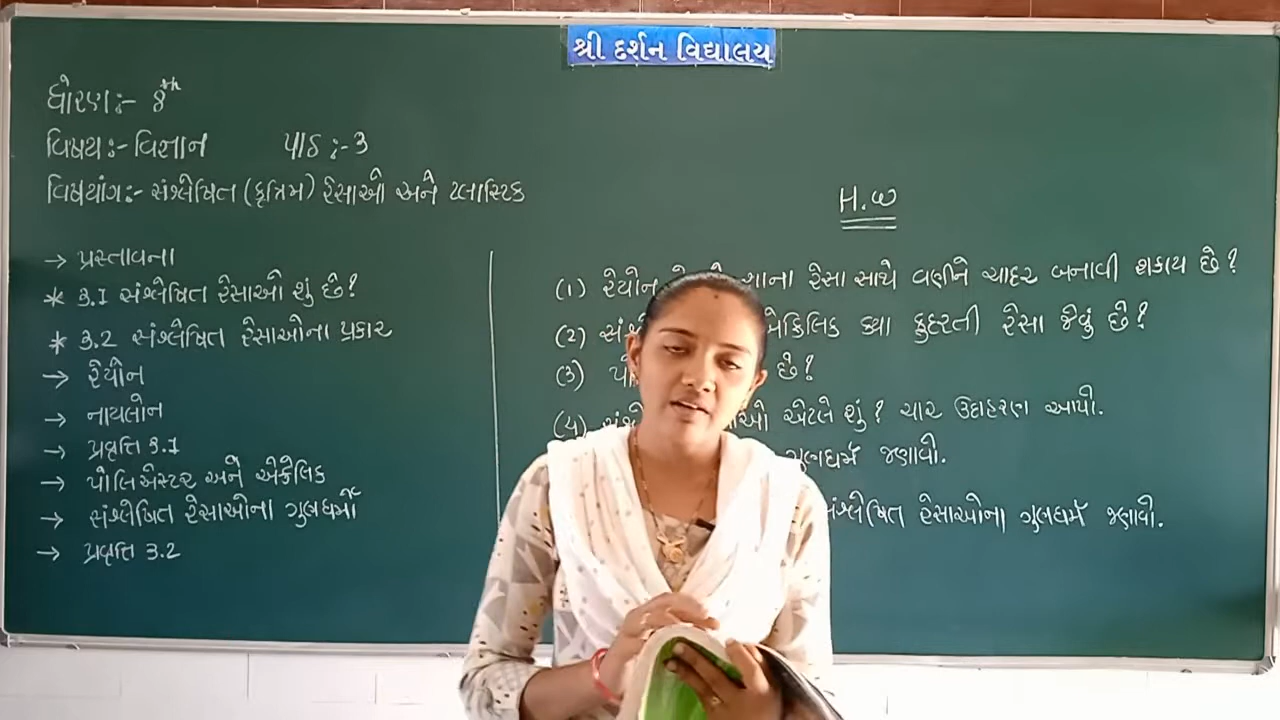 શ્રી દર્શન વિદ્યાલય
ધોરણ:- 8th
વિષય:- વિજ્ઞાન પાઠ :- 3
વિષયાંગ:- સંશ્લેષિત (કૃત્રિમ) રેસાઓ અને પ્લાસ્ટિક
→ પ્રસ્તાવના
* 3.1 સંશ્લેષિત રેસાઓ શું છે?
* 3.2 સંશ્લેષિત રેસાઓના પ્રકાર
→ રેયોન
→ નાયલોન
→ પ્રવૃત્તિ 3.1
→ પોલિએસ્ટર અને એક્રેલિક
→ સંશ્લેષિત રેસાઓના ગુણધર્મો
→ પ્રવૃત્તિ 3.2
H.W
(1) રેયોન રેસા સાથે વણીને ચાદર બનાવી શકાય છે?
(2) એક્રિલિક ક્યા કુદરતી રેસા જેવું છે?
(3) છે?
(4) એટલે શું? ચાર ઉદાહરણ આપો.
ગુણધર્મ જણાવો.
સંશ્લેષિત રેસાઓના ગુણધર્મ જણાવો.